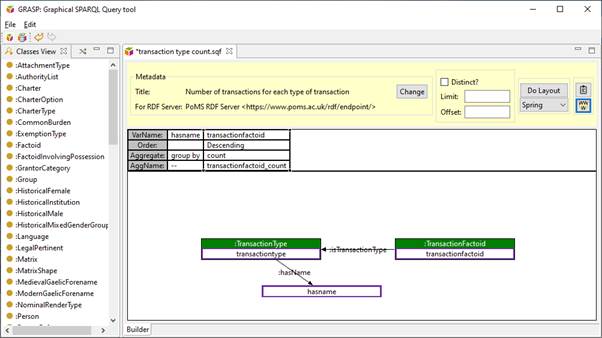 GRASP: Graphical SPARQL Query tool
File Edit
Classes View
:AttachmentType
:AuthorityList
:Charter
:CharterOption
:CharterType
:CommonBurden
:ExemptionType
:Factoid
:FactoidInvolvingPossession
:GrantorCategory
:Group
:HistoricalFemale
:HistoricalInstitution
:HistoricalMale
:HistoricalMixedGenderGroup
:Language
:LegalPertinent
:Matrix
:MatrixShape
:MedievalGaelicForename
:ModernGaelicForename
:NominalRenderType
:Person
*transaction type count.sqf
Metadata
Title: Number of transactions for each type of transaction
For RDF Server: PoMS RDF Server <https://www.poms.ac.uk/rdf/endpoint/>
Change
Distinct?
Limit:
Offset:
Do Layout
Spring
VarName: hasname transactionfactoid
Order: Descending
Aggregate: group by count
AggName: -- transactionfactoid_count
:TransactionType
transactiontype
:isTransactionType
:TransactionFactoid
transactionfactoid
:hasName
hasname
Builder